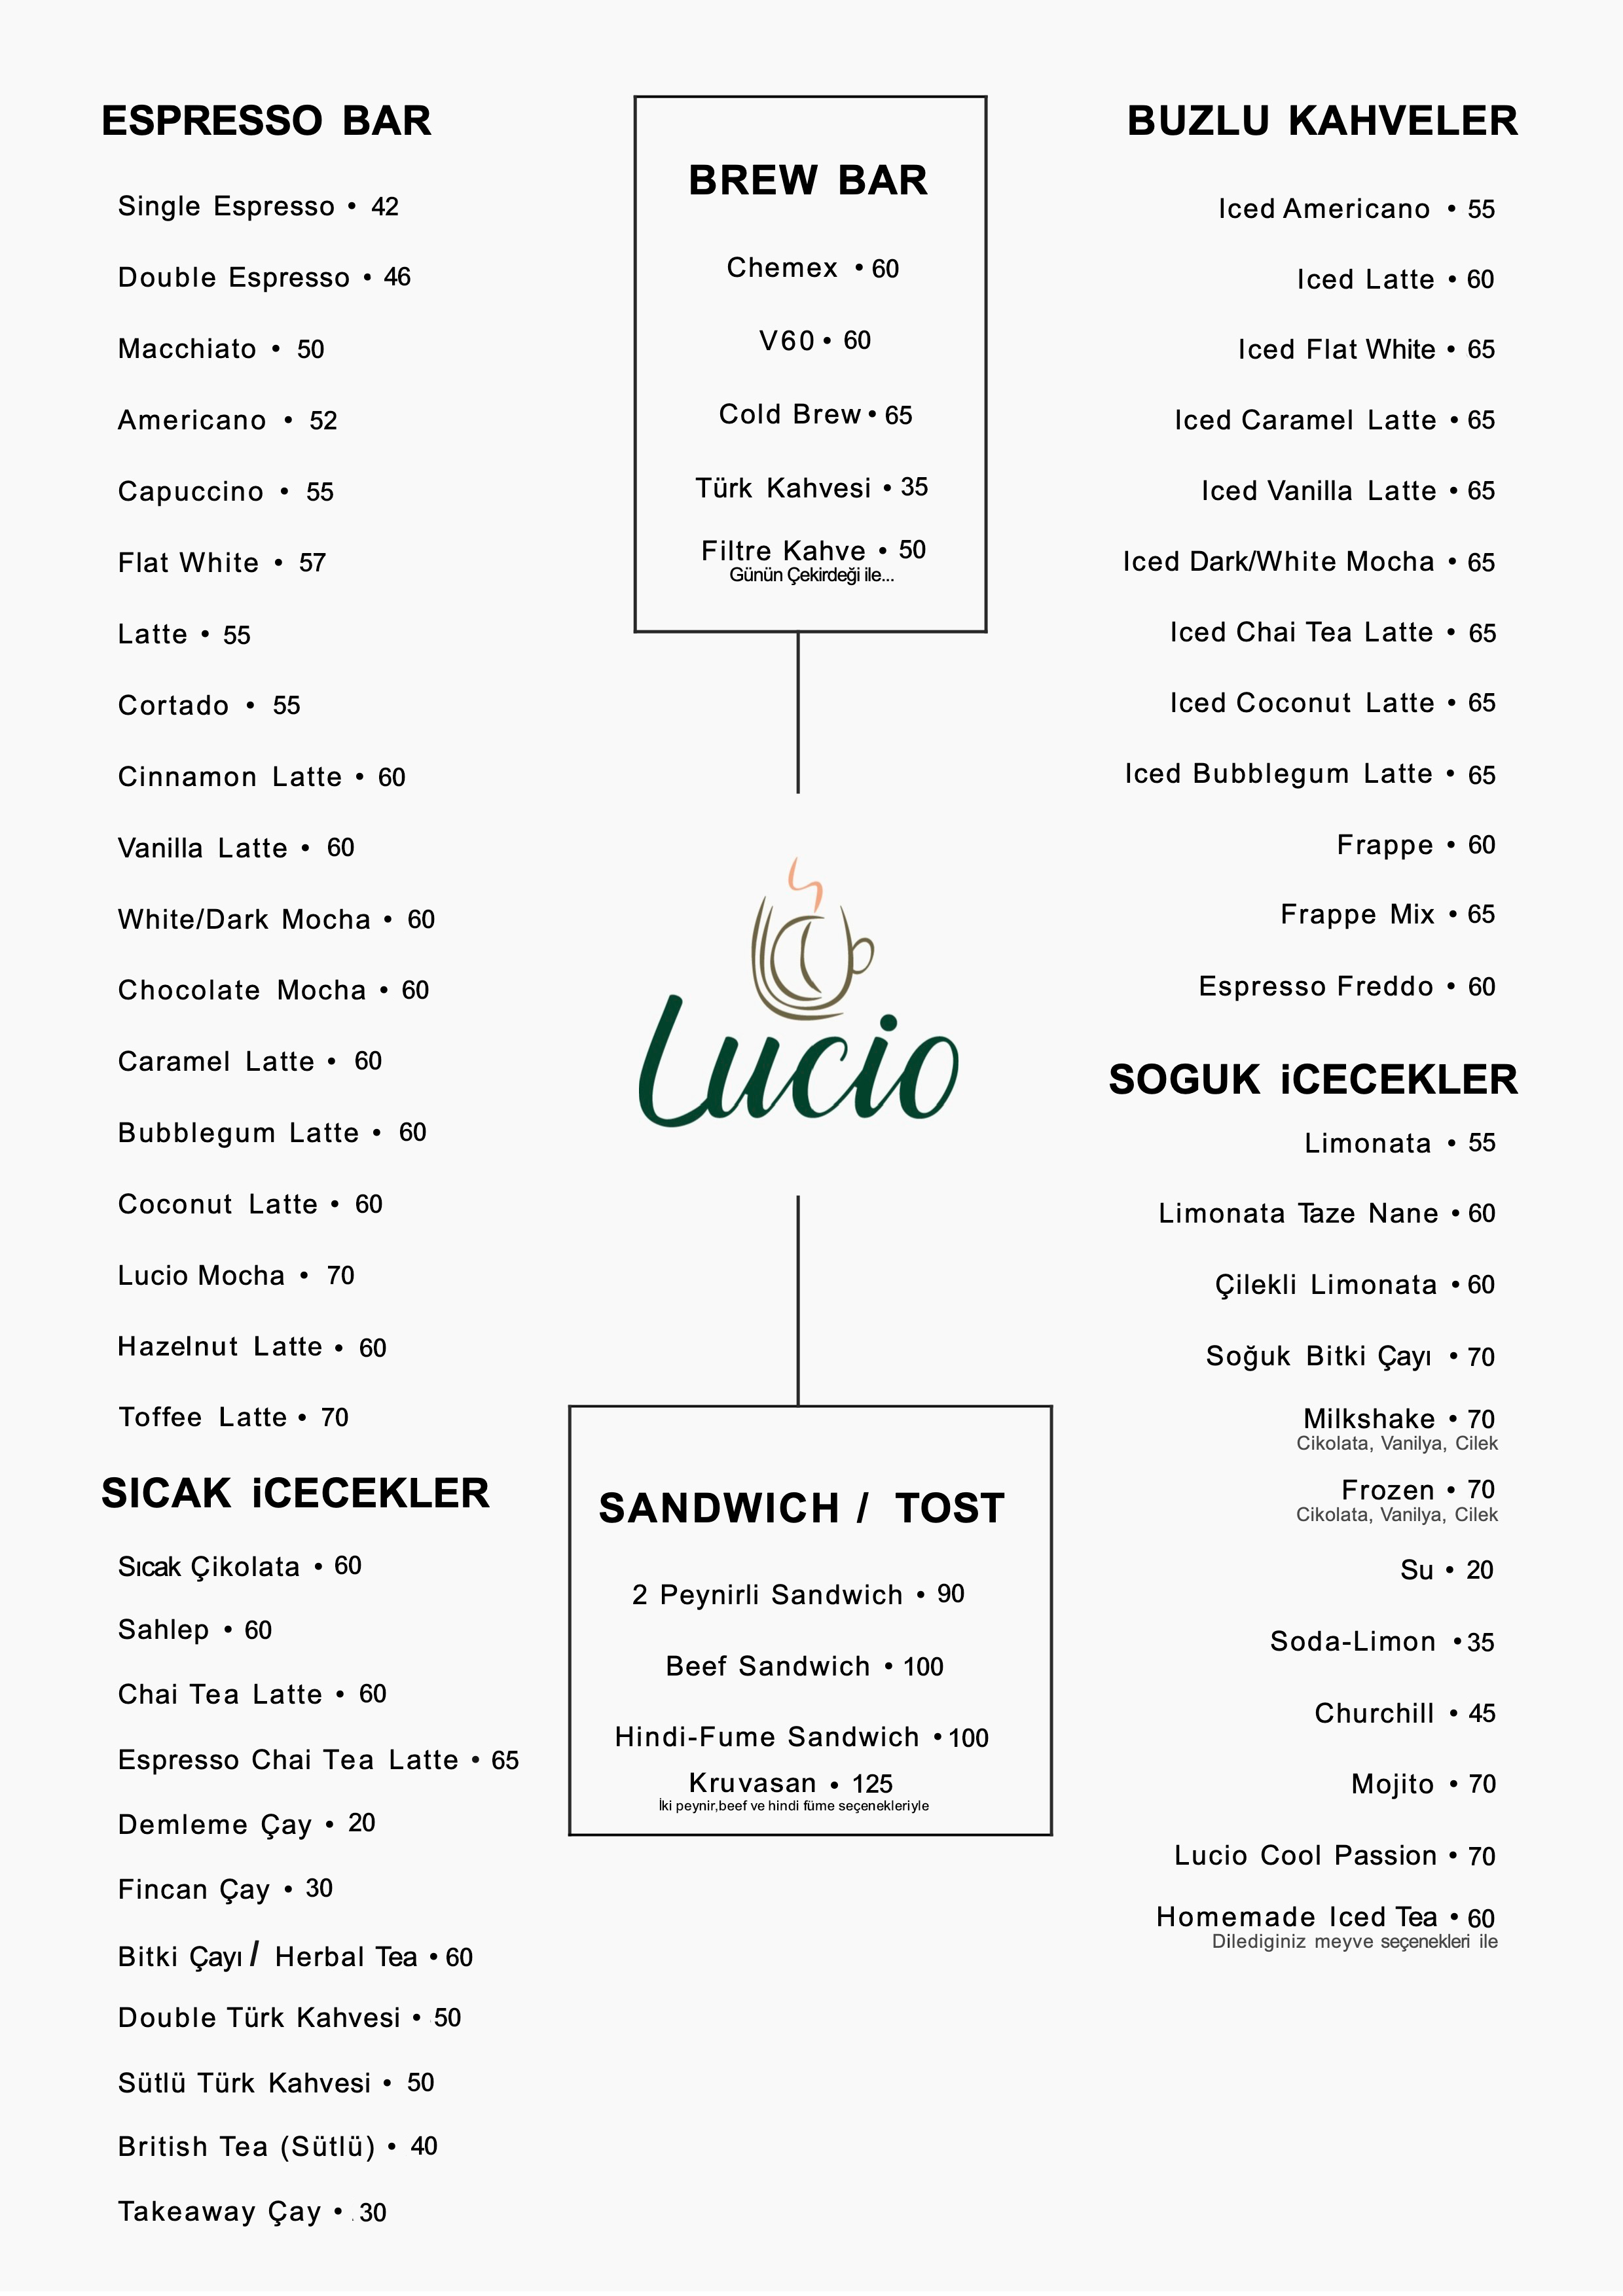 ESPRESSO BAR
Single Espresso • 42
Double Espresso • 46
Macchiato • 50
Americano • 52
Capuccino • 55
Flat White • 57
Latte • 55
Cortado • 55
Cinnamon Latte • 60
Vanilla Latte • 60
White/Dark Mocha • 60
Chocolate Mocha • 60
Caramel Latte • 60
Bubblegum Latte • 60
Coconut Latte • 60
Lucio Mocha • 70
Hazelnut Latte • 60
Toffee Latte • 70
SICAK iCECEKLER
Sıcak Çikolata • 60
Sahlep • 60
Chai Tea Latte • 60
Espresso Chai Tea Latte • 65
Demleme Çay • 20
Fincan Çay • 30
Bitki Çayı / Herbal Tea • 60
Double Türk Kahvesi • 50
Sütlü Türk Kahvesi • 50
British Tea (Sütlü) • 40
Takeaway Çay • 30
BREW BAR
Chemex • 60
V60 • 60
Cold Brew • 65
Türk Kahvesi • 35
Filtre Kahve • 50
Günün Çekirdeği ile...
Lucio
SANDWICH / TOST
2 Peynirli Sandwich • 90
Beef Sandwich • 100
Hindi-Fume Sandwich • 100
Kruvasan • 125
İki peynir,beef ve hindi füme seçenekleriyle
BUZLU KAHVELER
Iced Americano • 55
Iced Latte • 60
Iced Flat White • 65
Iced Caramel Latte • 65
Iced Vanilla Latte • 65
Iced Dark/White Mocha • 65
Iced Chai Tea Latte • 65
Iced Coconut Latte • 65
Iced Bubblegum Latte • 65
Frappe • 60
Frappe Mix • 65
Espresso Freddo • 60
SOGUK iCECEKLER
Limonata • 55
Limonata Taze Nane • 60
Çilekli Limonata • 60
Soğuk Bitki Çayı • 70
Milkshake • 70
Cikolata, Vanilya, Cilek
Frozen • 70
Cikolata, Vanilya, Cilek
Su • 20
Soda-Limon • 35
Churchill • 45
Mojito • 70
Lucio Cool Passion • 70
Homemade Iced Tea • 60
Dilediginiz meyve seçenekleri ile